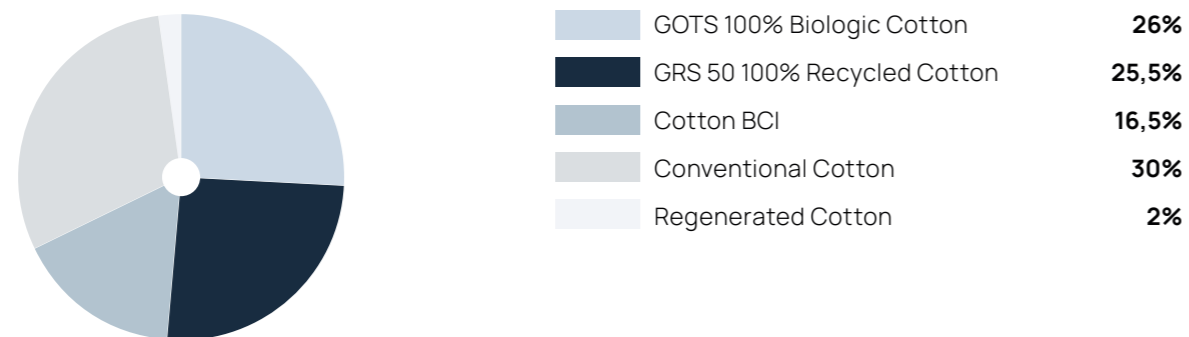 GOTS 100% Biologic Cotton 26%
GRS 50 100% Recycled Cotton 25,5%
Cotton BCI 16,5%
Conventional Cotton 30%
Regenerated Cotton 2%